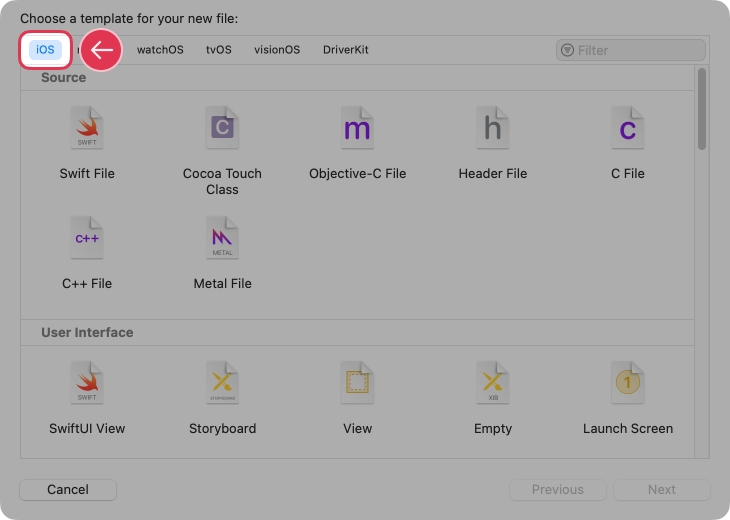 Choose a template for your new file:
iOS watchOS tvOS visionOS DriverKit Filter
Source
SWIFT C m h c
Swift File Cocoa Touch Class Objective-C File Header File C File
C++ METAL
C++ File Metal File
User Interface
SWIFT STORYBOARD XIB 1
SwiftUI View Storyboard View Empty Launch Screen
Cancel Previous Next